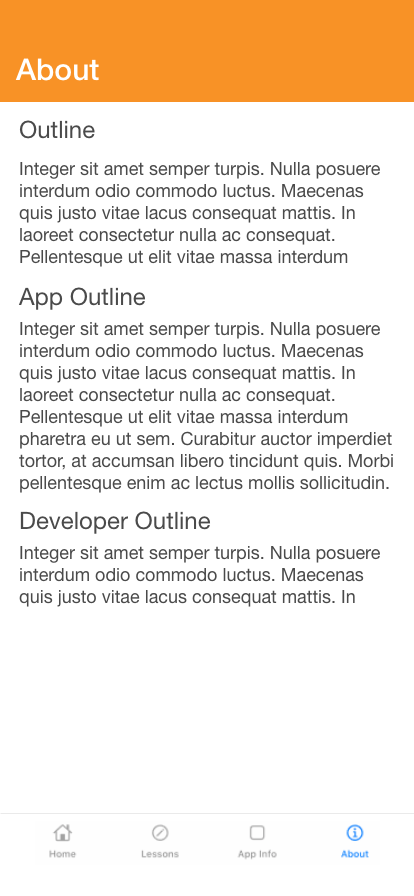 About
Outline
Integer sit amet semper turpis. Nulla posuere
interdum odio commodo luctus. Maecenas
quis justo vitae lacus consequat mattis. In
laoreet consectetur nulla ac consequat.
Pellentesque ut elit vitae massa interdum
App Outline
Integer sit amet semper turpis. Nulla posuere
interdum odio commodo luctus. Maecenas
quis justo vitae lacus consequat mattis. In
laoreet consectetur nulla ac consequat.
Pellentesque ut elit vitae massa interdum
pharetra eu ut sem. Curabitur auctor imperdiet
tortor, at accumsan libero tincidunt quis. Morbi
pellentesque enim ac lectus mollis sollicitudin.
Developer Outline
Integer sit amet semper turpis. Nulla posuere
interdum odio commodo luctus. Maecenas
quis justo vitae lacus consequat mattis. In
Home Lessons App Info About